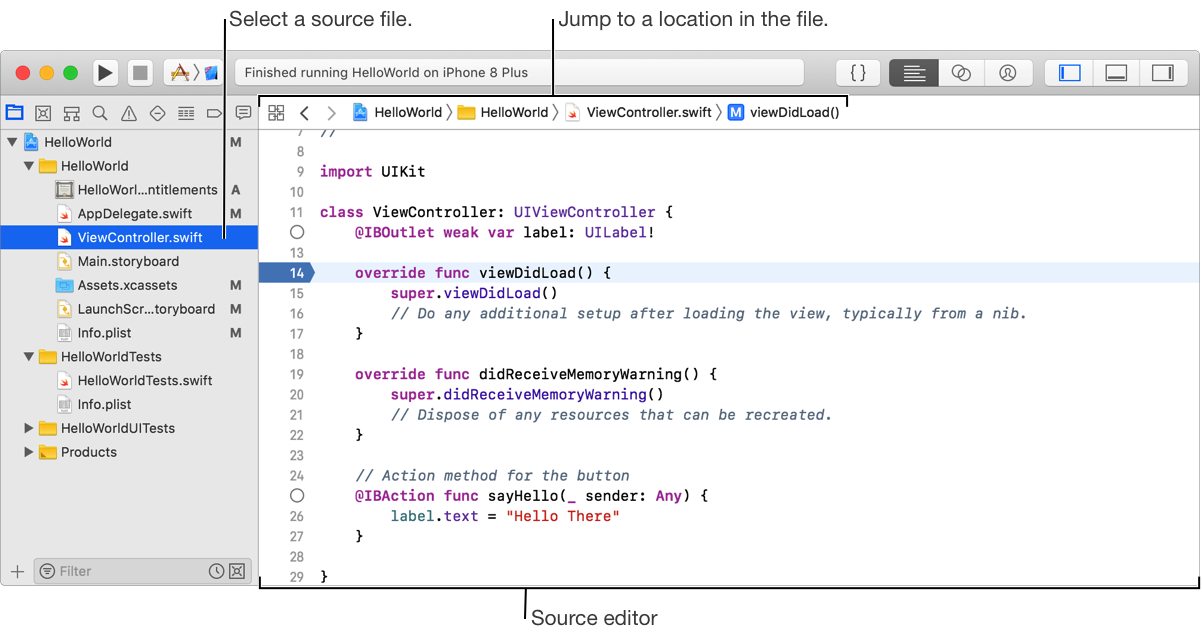 Select a source file.
Jump to a location in the file.
Finished running HelloWorld on iPhone 8 Plus
{}
HelloWorld 〉 HelloWorld 〉 ViewController.swift 〉 M viewDidLoad()
HelloWorld M
HelloWorld
HelloWorl...ntitlements A
AppDelegate.swift M
ViewController.swift
Main.storyboard
Assets.xcassets M
LaunchScr...toryboard M
Info.plist M
HelloWorldTests
HelloWorldTests.swift
Info.plist
HelloWorldUITests
Products
Filter
7 //
8
9 import UIKit
10
11 class ViewController: UIViewController {
@IBOutlet weak var label: UILabel!
13
14 override func viewDidLoad() {
15 super.viewDidLoad()
16 // Do any additional setup after loading the view, typically from a nib.
17 }
18
19 override func didReceiveMemoryWarning() {
20 super.didReceiveMemoryWarning()
21 // Dispose of any resources that can be recreated.
22 }
23
24 // Action method for the button
@IBAction func sayHello(_ sender: Any) {
26 label.text = "Hello There"
27 }
28
29 }
Source editor